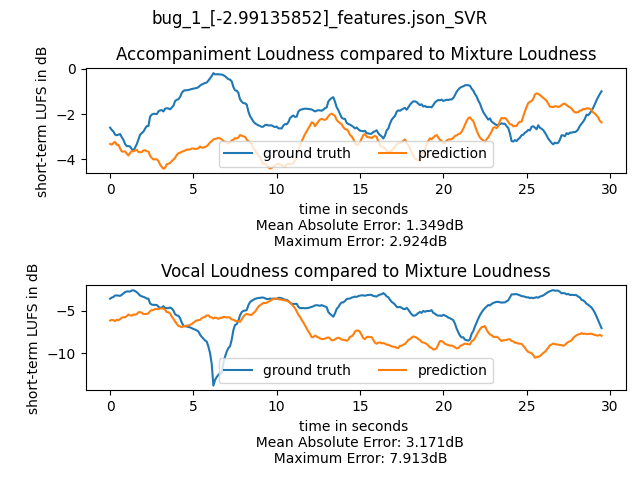 bug_1_[-2.99135852]_features.json_SVR
Accompaniment Loudness compared to Mixture Loudness
short-term LUFS in dB
0
−2
−4
ground truth
prediction
0 5 10 15 20 25 30
time in seconds
Mean Absolute Error: 1.349dB
Maximum Error: 2.924dB
Vocal Loudness compared to Mixture Loudness
short-term LUFS in dB
−5
−10
ground truth
prediction
0 5 10 15 20 25 30
time in seconds
Mean Absolute Error: 3.171dB
Maximum Error: 7.913dB